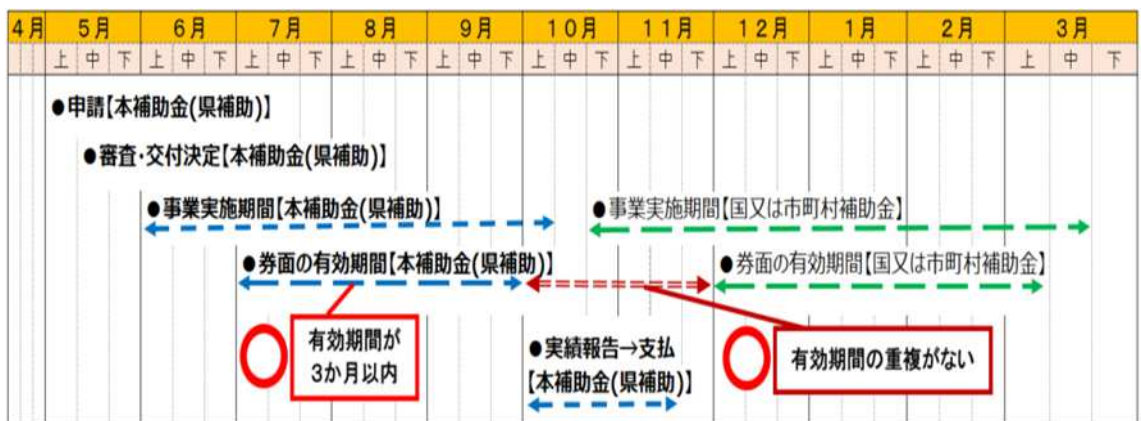 4月 5月 6月 7月 8月 9月 10月 11月 12月 1月 2月 3月
上 中 下 上 中 下 上 中 下 上 中 下 上 中 下 上 中 下 上 中 下 上 中 下 上 中 下 上 中 下 上 中 下
●申請【本補助金(県補助)】
●審査・交付決定【本補助金(県補助)】
●事業実施期間【本補助金(県補助)】
●事業実施期間【国又は市町村補助金】
●券面の有効期間【本補助金(県補助)】
●券面の有効期間【国又は市町村補助金】
有効期間が
3か月以内
●実績報告→支払
【本補助金(県補助)】
有効期間の重複がない